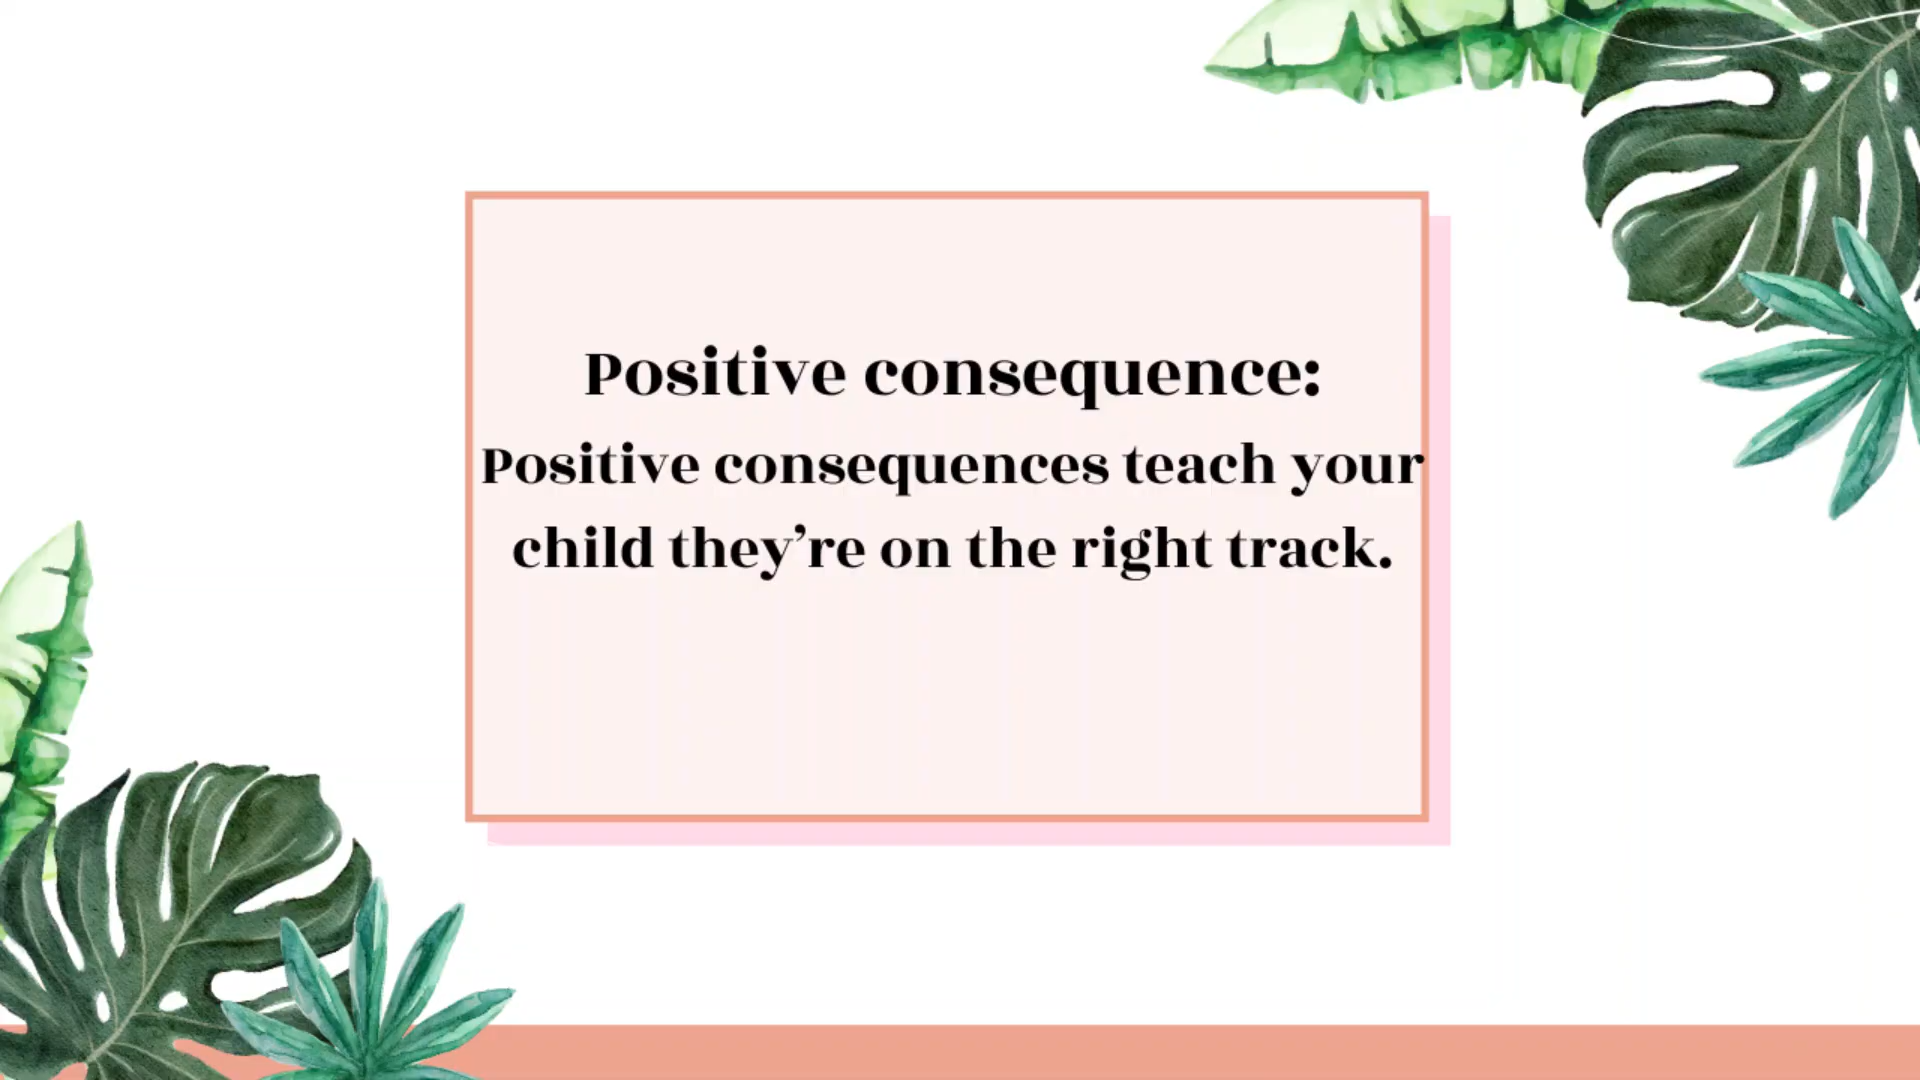 Positive consequence:
Positive consequences teach your
child they’re on the right track.